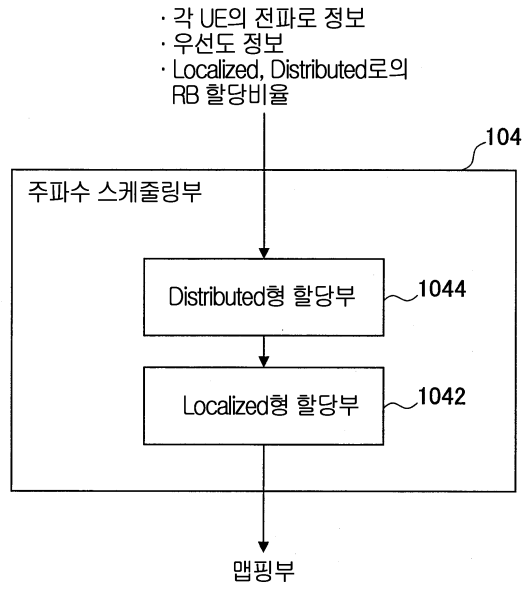 · 각 UE의 전파로 정보
· 우선도 정보
· Localized, Distributed로의
RB 할당비율
104
주파수 스케줄링부
Distributed형 할당부
1044
Localized형 할당부
1042
맵핑부